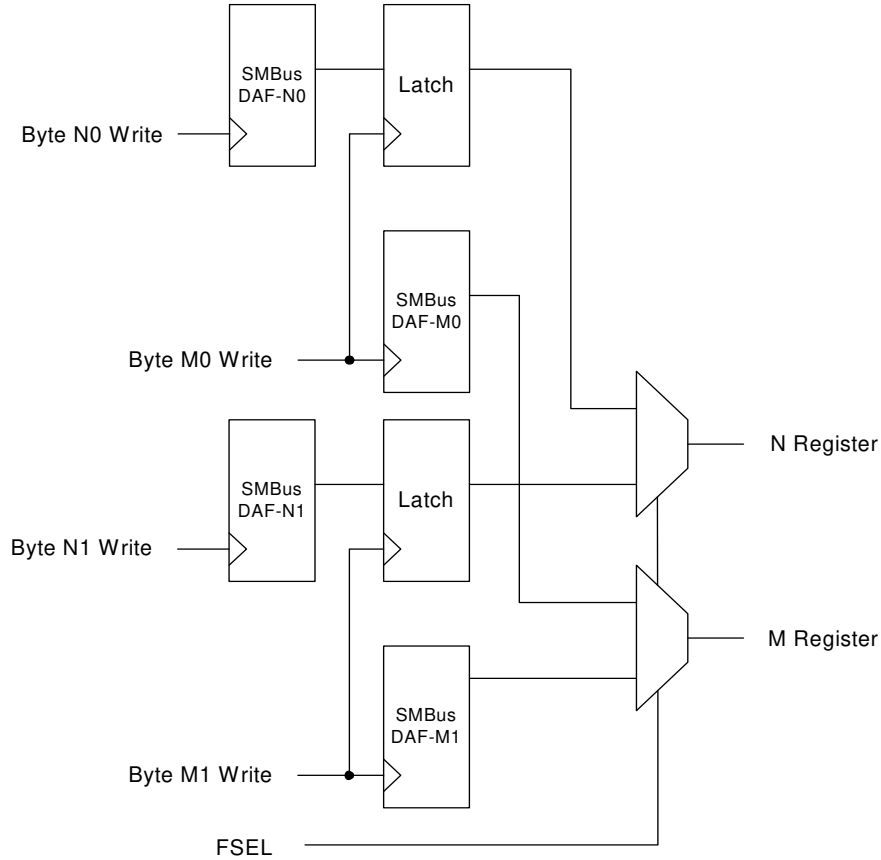 SMBus
DAF-N0
Latch
Byte N0 Write
SMBus
DAF-M0
Byte M0 Write
N Register
SMBus
DAF-N1
Latch
Byte N1 Write
M Register
SMBus
DAF-M1
Byte M1 Write
FSEL